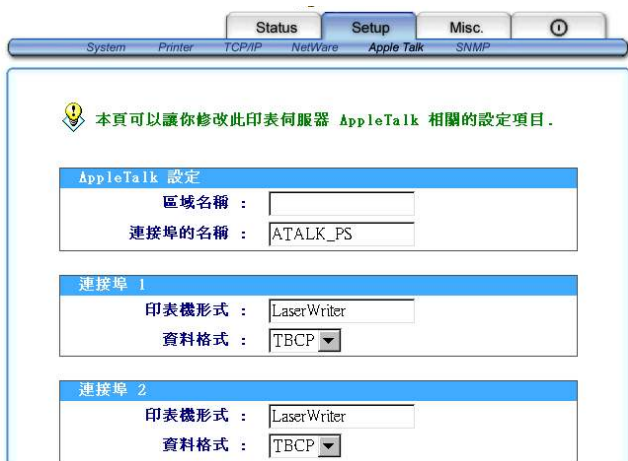 Status Setup Misc.
System Printer TCP/IP NetWare Apple Talk SNMP
本頁可以讓你修改此印表伺服器 AppleTalk 相關的設定項目.
AppleTalk 設定
區域名稱 :
連接埠的名稱 : ATALK_PS
連接埠 1
印表機形式 : LaserWriter
資料格式 : TBCP
連接埠 2
印表機形式 : LaserWriter
資料格式 : TBCP